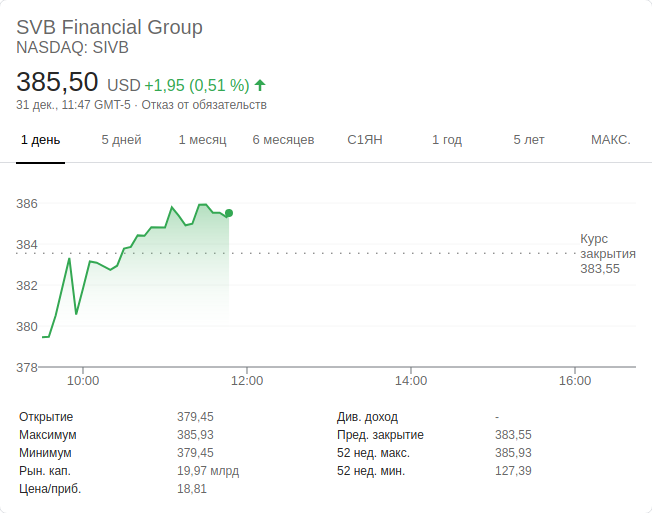 SVB Financial Group
NASDAQ: SIVB
385,50 USD +1,95 (0,51 %)
31 дек., 11:47 GMT-5 · Отказ от обязательств
1 день 5 дней 1 месяц 6 месяцев С1ЯН 1 год 5 лет МАКС.
386
384
382
380
378
Курс
закрытия
383,55
10:00 12:00 14:00 16:00
Открытие 379,45
Максимум 385,93
Минимум 379,45
Рын. кап. 19,97 млрд
Цена/приб. 18,81
Див. доход -
Пред. закрытие 383,55
52 нед. макс. 385,93
52 нед. мин. 127,39